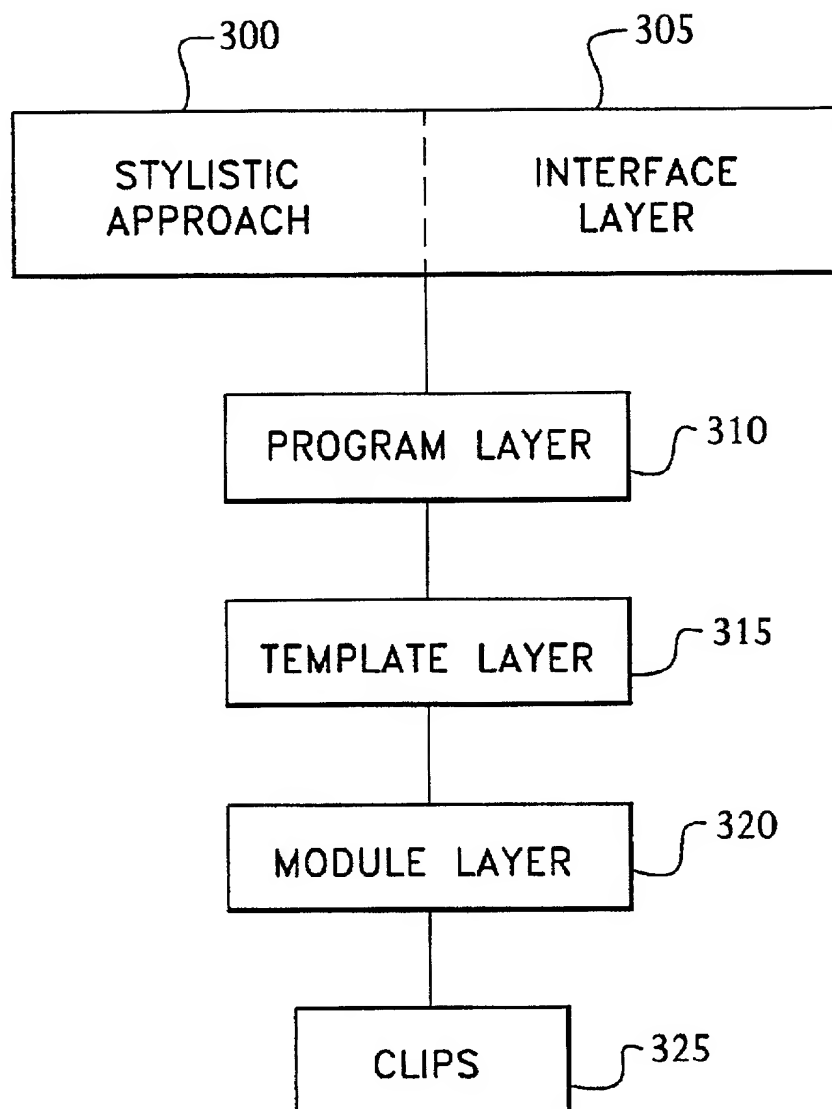 300
305
STYLISTIC
APPROACH
INTERFACE
LAYER
PROGRAM LAYER
310
TEMPLATE LAYER
315
MODULE LAYER
320
CLIPS
325